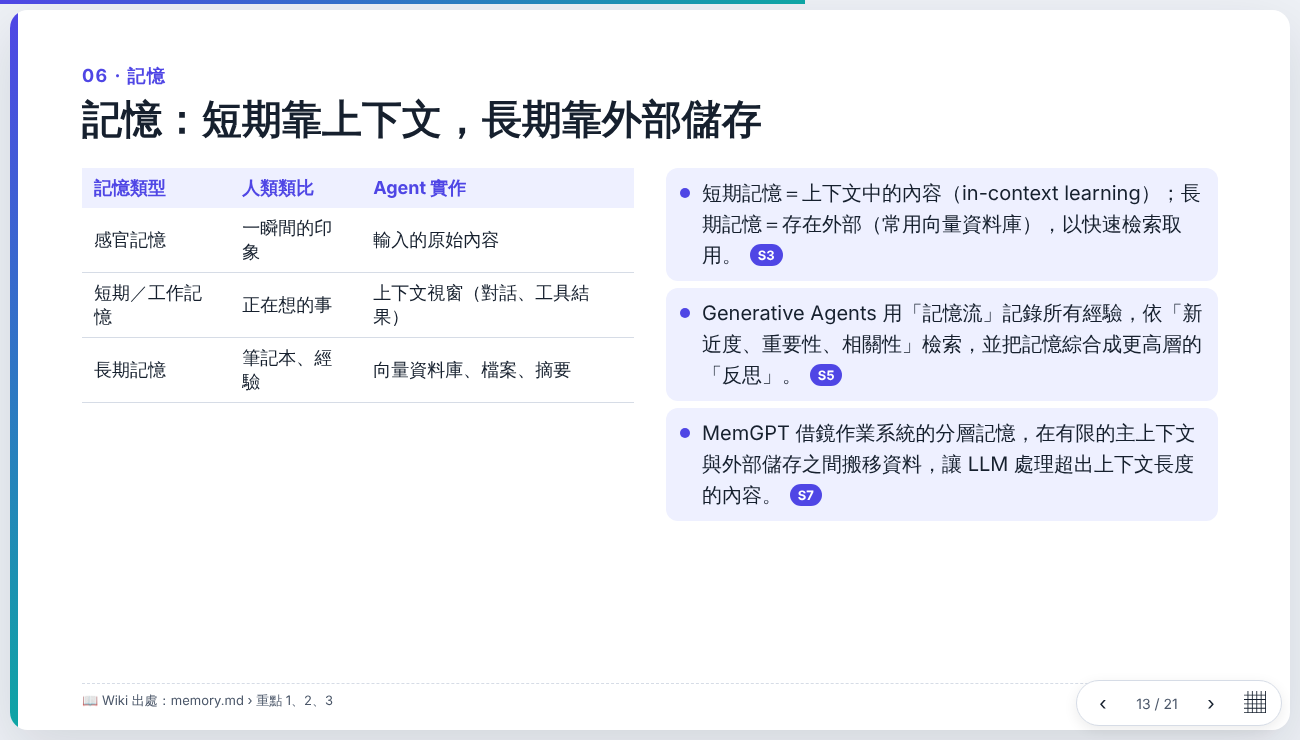 06 · 記憶
記憶：短期靠上下文，長期靠外部儲存
記憶類型 人類類比 Agent 實作
感官記憶 一瞬間的印象 輸入的原始內容
短期／工作記憶 正在想的事 上下文視窗（對話、工具結果）
長期記憶 筆記本、經驗 向量資料庫、檔案、摘要
短期記憶＝上下文中的內容（in-context learning）；長
期記憶＝存在外部（常用向量資料庫），以快速檢索取
用。 S3
Generative Agents 用「記憶流」記錄所有經驗，依「新
近度、重要性、相關性」檢索，並把記憶綜合成更高層的
「反思」。 S5
MemGPT 借鏡作業系統的分層記憶，在有限的主上下文
與外部儲存之間搬移資料，讓 LLM 處理超出上下文長度
的內容。 S7
📖 Wiki 出處：memory.md › 重點 1、2、3
‹ 13 / 21 ›